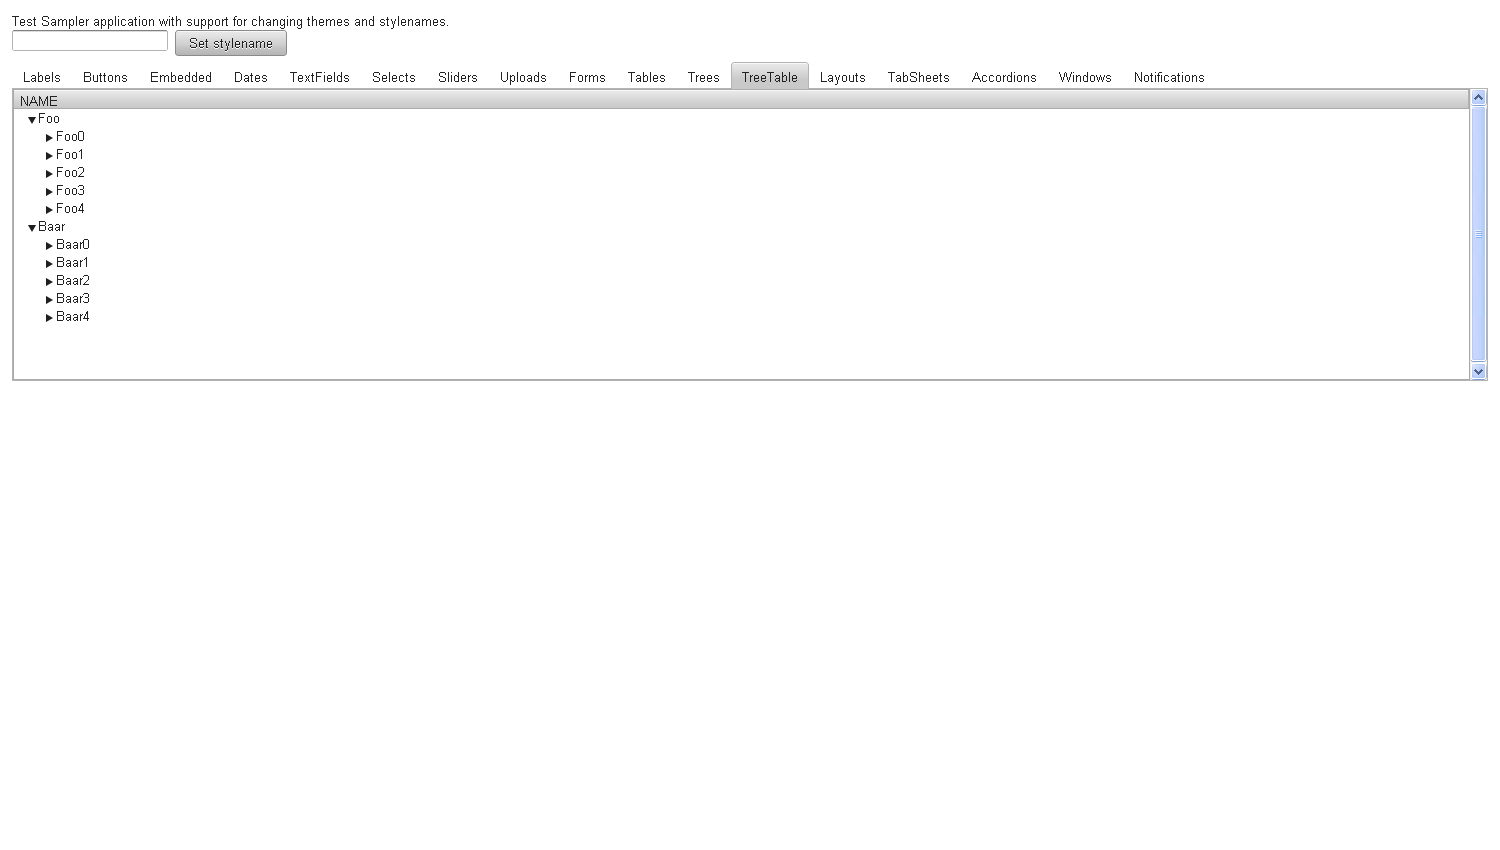 Test Sampler application with support for changing themes and stylenames.
Set stylename
Labels Buttons Embedded Dates TextFields Selects Sliders Uploads Forms Tables Trees TreeTable Layouts TabSheets Accordions Windows Notifications
NAME
Foo
Foo0
Foo1
Foo2
Foo3
Foo4
Baar
Baar0
Baar1
Baar2
Baar3
Baar4